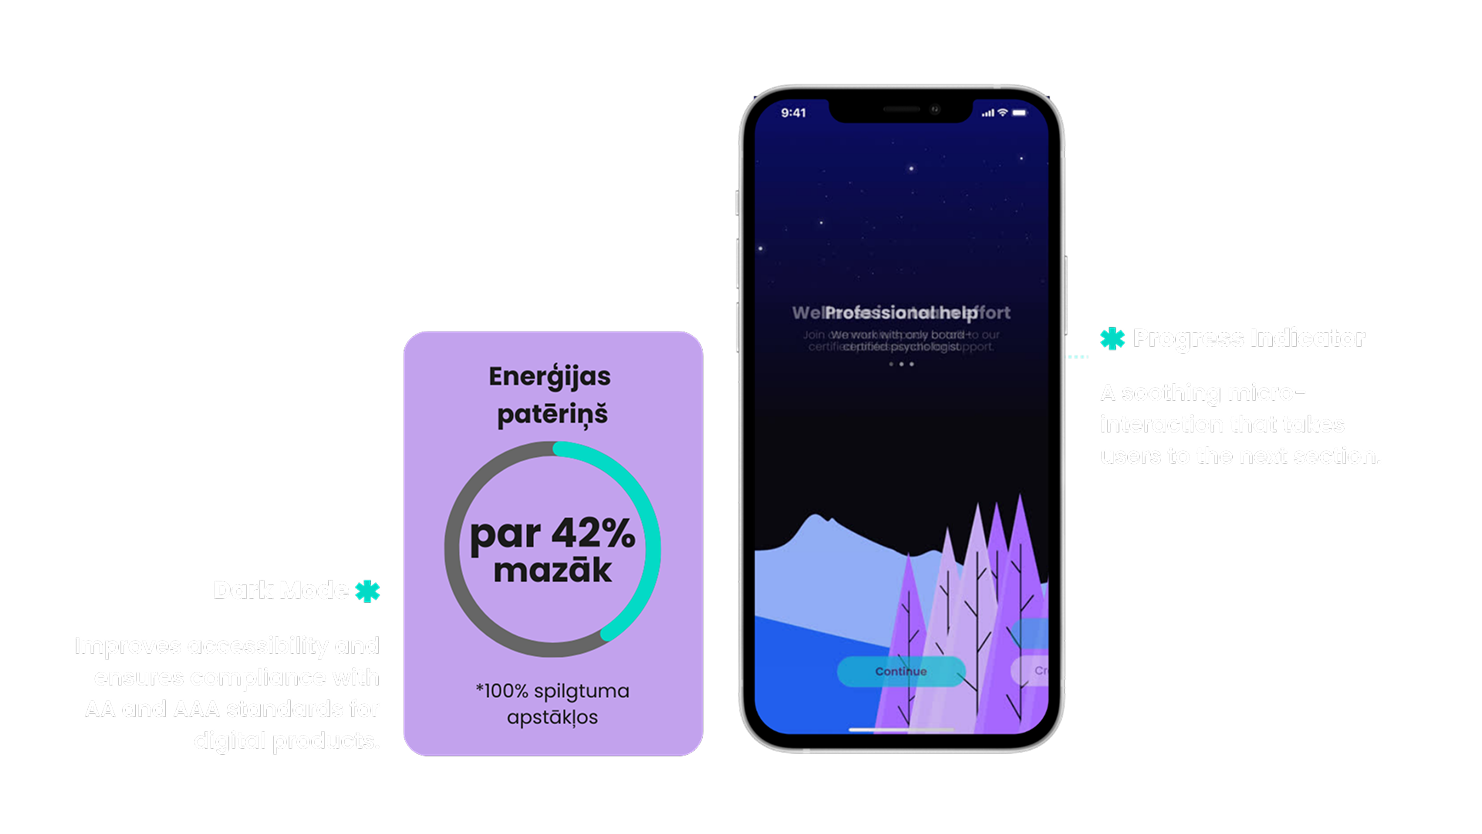 9:41
Professional help
We work with only board-
certified psychologist.
Continue
Enerģijas
patēriņš
par 42%
mazāk
*100% spilgtuma
apstākļos
Dark Mode
Improves accessibility and
ensures compliance with
AA and AAA standards for
digital products.
Progress Indicator
A soothing micro-
interaction that takes
users to the next section.